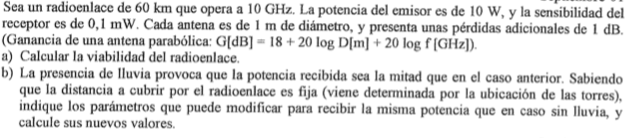 Sea un radioenlace de 60 km que opera a 10 GHz. La potencia del emisor es de 10 W, y la sensibilidad del
receptor es de 0,1 mW. Cada antena es de 1 m de diámetro, y presenta unas pérdidas adicionales de 1 dB.
(Ganancia de una antena parabólica: G[dB] = 18 + 20 log D[m] + 20 log f [GHz]).
a) Calcular la viabilidad del radioenlace.
b) La presencia de lluvia provoca que la potencia recibida sea la mitad que en el caso anterior. Sabiendo
que la distancia a cubrir por el radioenlace es fija (viene determinada por la ubicación de las torres),
indique los parámetros que puede modificar para recibir la misma potencia que en caso sin lluvia, y
calcule sus nuevos valores.